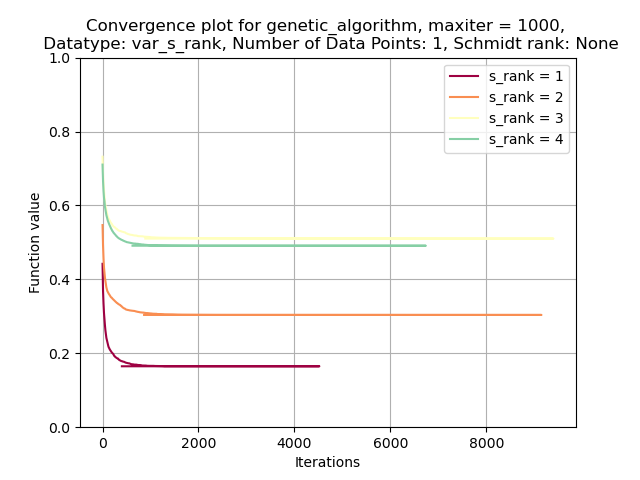 Convergence plot for genetic_algorithm, maxiter = 1000,
Datatype: var_s_rank, Number of Data Points: 1, Schmidt rank: None
1.0
0.8
0.6
0.4
0.2
0.0
Function value
s_rank = 1
s_rank = 2
s_rank = 3
s_rank = 4
0
2000
4000
6000
8000
Iterations